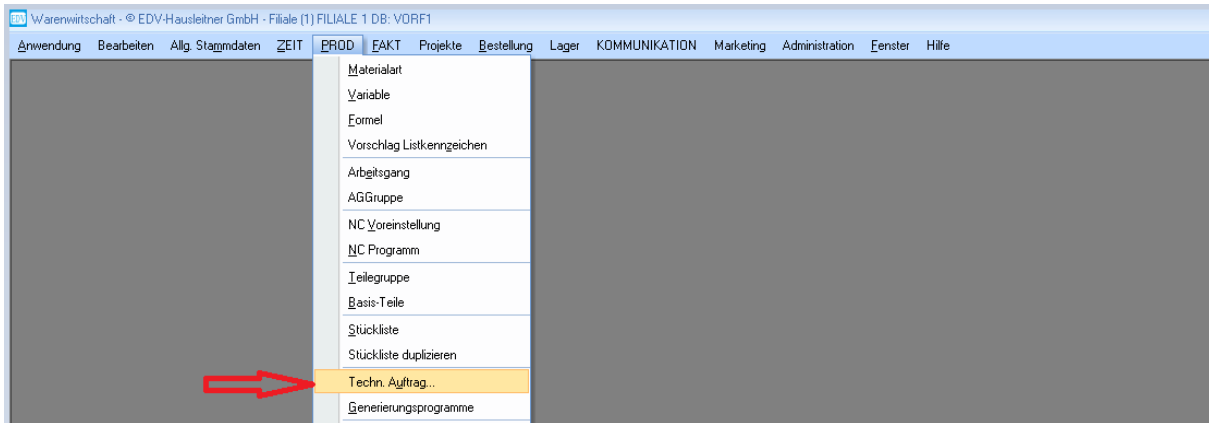 EDV Warenwirtschaft - © EDV-Hausleitner GmbH - Filiale (1) FILIALE 1 DB: VORF1
Anwendung Bearbeiten Allg. Stammdaten ZEIT PROD FAKT Projekte Bestellung Lager KOMMUNIKATION Marketing Administration Fenster Hilfe
Materialart
Variable
Formel
Vorschlag Listkennzeichen
Arbeitsgang
AGGruppe
NC Voreinstellung
NC Programm
Teilegruppe
Basis-Teile
Stückliste
Stückliste duplizieren
Techn. Auftrag...
Generierungsprogramme